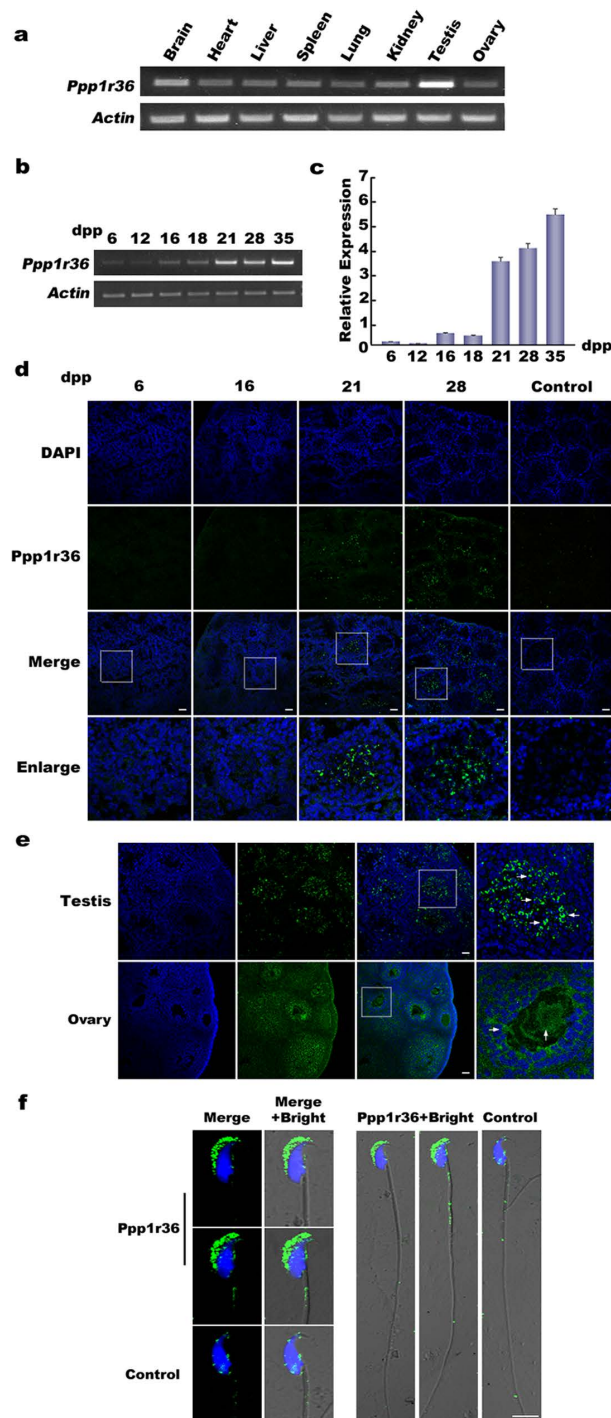 a
Brain Heart Liver Spleen Lung Kidney Testis Ovary
Ppp1r36
Actin
b
dpp 6 12 16 18 21 28 35
Ppp1r36
Actin
c
Relative Expression
7
6
5
4
3
2
1
0
6 12 16 18 21 28 35 dpp
d
dpp 6 16 21 28 Control
DAPI
Ppp1r36
Merge
Enlarge
e
Testis
Ovary
f
Merge Merge +Bright Ppp1r36+Bright Control
Ppp1r36
Control